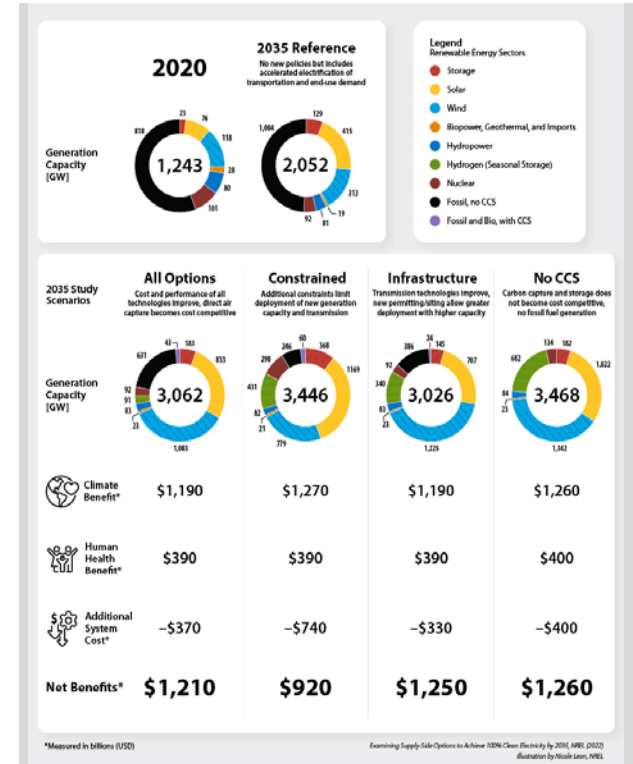 2020
2035 Reference
No new policies but includes
accelerated electrification of
transportation and end-use demand
Legend
Renewable Energy Sectors
Storage
Solar
Wind
Biopower, Geothermal, and Imports
Hydropower
Hydrogen (Seasonal Storage)
Nuclear
Fossil, no CCS
Fossil and Bio, with CCS
Generation
Capacity
[GW]
1,243
818
23
76
118
28
80
101
2,052
1,004
129
415
313
19
81
92
2035 Study
Scenarios
All Options
Cost and performance of all
technologies improve, direct air
capture becomes cost competitive
Constrained
Additional constraints limit
deployment of new generation
capacity and transmission
Infrastructure
Transmission technologies improve,
new permitting/siting allow greater
deployment with higher capacity
No CCS
Carbon capture and storage does
not become cost competitive,
no fossil fuel generation
Generation
Capacity
[GW]
3,062
621
183
833
1,083
23
83
91
92
3,446
246
60
368
1169
779
21
82
431
290
3,026
386
145
707
1,225
23
83
340
92
3,468
134
182
1,022
1,342
23
84
682
Climate
Benefit*
$1,190
$1,270
$1,190
$1,260
Human
Health
Benefit*
$390
$390
$390
$400
Additional
System
Cost*
–$370
–$740
–$330
–$400
Net Benefits*
$1,210
$920
$1,250
$1,260
*Measured in billions (USD)
Examining Supply-Side Options to Achieve 100% Clean Electricity by 2035, NREL (2022)
Illustration by Nicole Leon, NREL